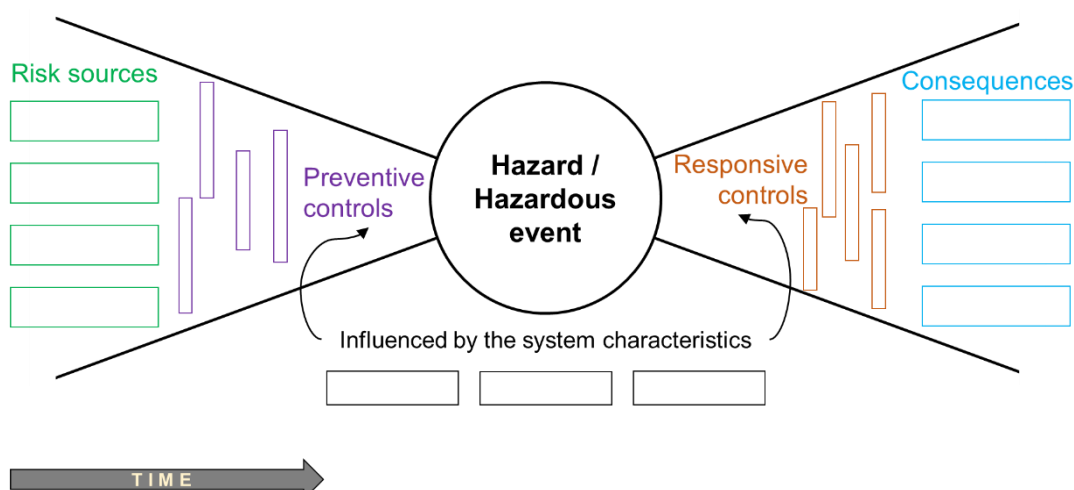 Risk sources
Preventive
controls
Hazard /
Hazardous
event
Responsive
controls
Consequences
Influenced by the system characteristics
TIME